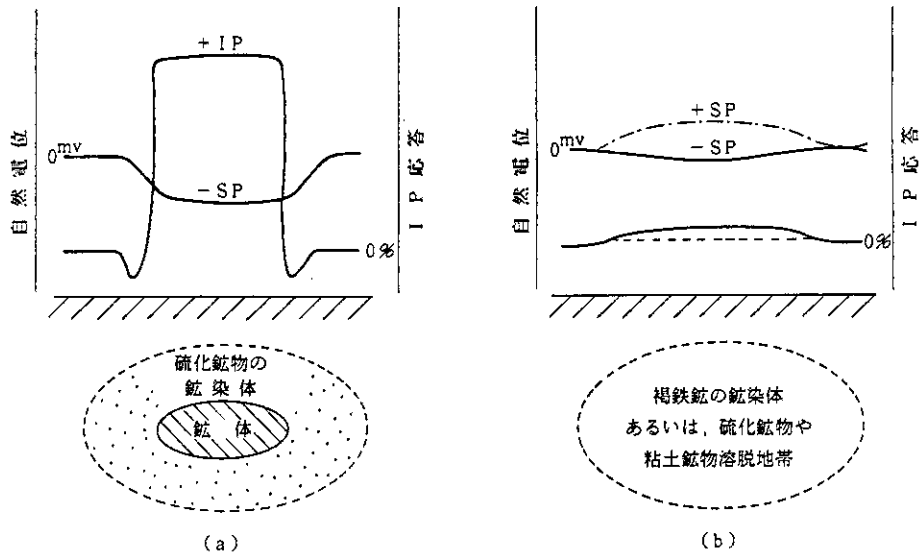 +IP
自然電位
0mv
-SP
IP応答
0%
硫化鉱物の
鉱染体
鉱体
(a)
+SP
自然電位
0mv
-SP
IP応答
0%
褐鉄鉱の鉱染体
あるいは,硫化鉱物や
粘土鉱物溶脱地帯
(b)